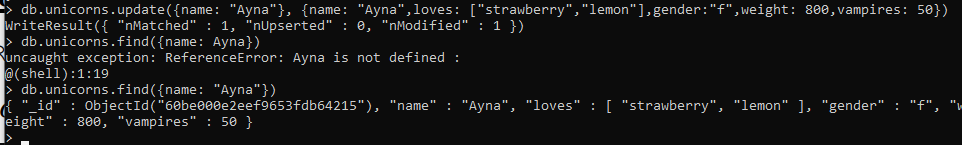 > db.unicorns.update({name: "Ayna"}, {name: "Ayna",loves: ["strawberry","lemon"],gender:"f",weight: 800,vampires: 50})
WriteResult({ "nMatched" : 1, "nUpserted" : 0, "nModified" : 1 })
> db.unicorns.find({name: Ayna})
uncaught exception: ReferenceError: Ayna is not defined :
@(shell):1:19
> db.unicorns.find({name: "Ayna"})
{ "_id" : ObjectId("60be000e2eef9653fdb64215"), "name" : "Ayna", "loves" : [ "strawberry", "lemon" ], "gender" : "f", "w
eight" : 800, "vampires" : 50 }
>